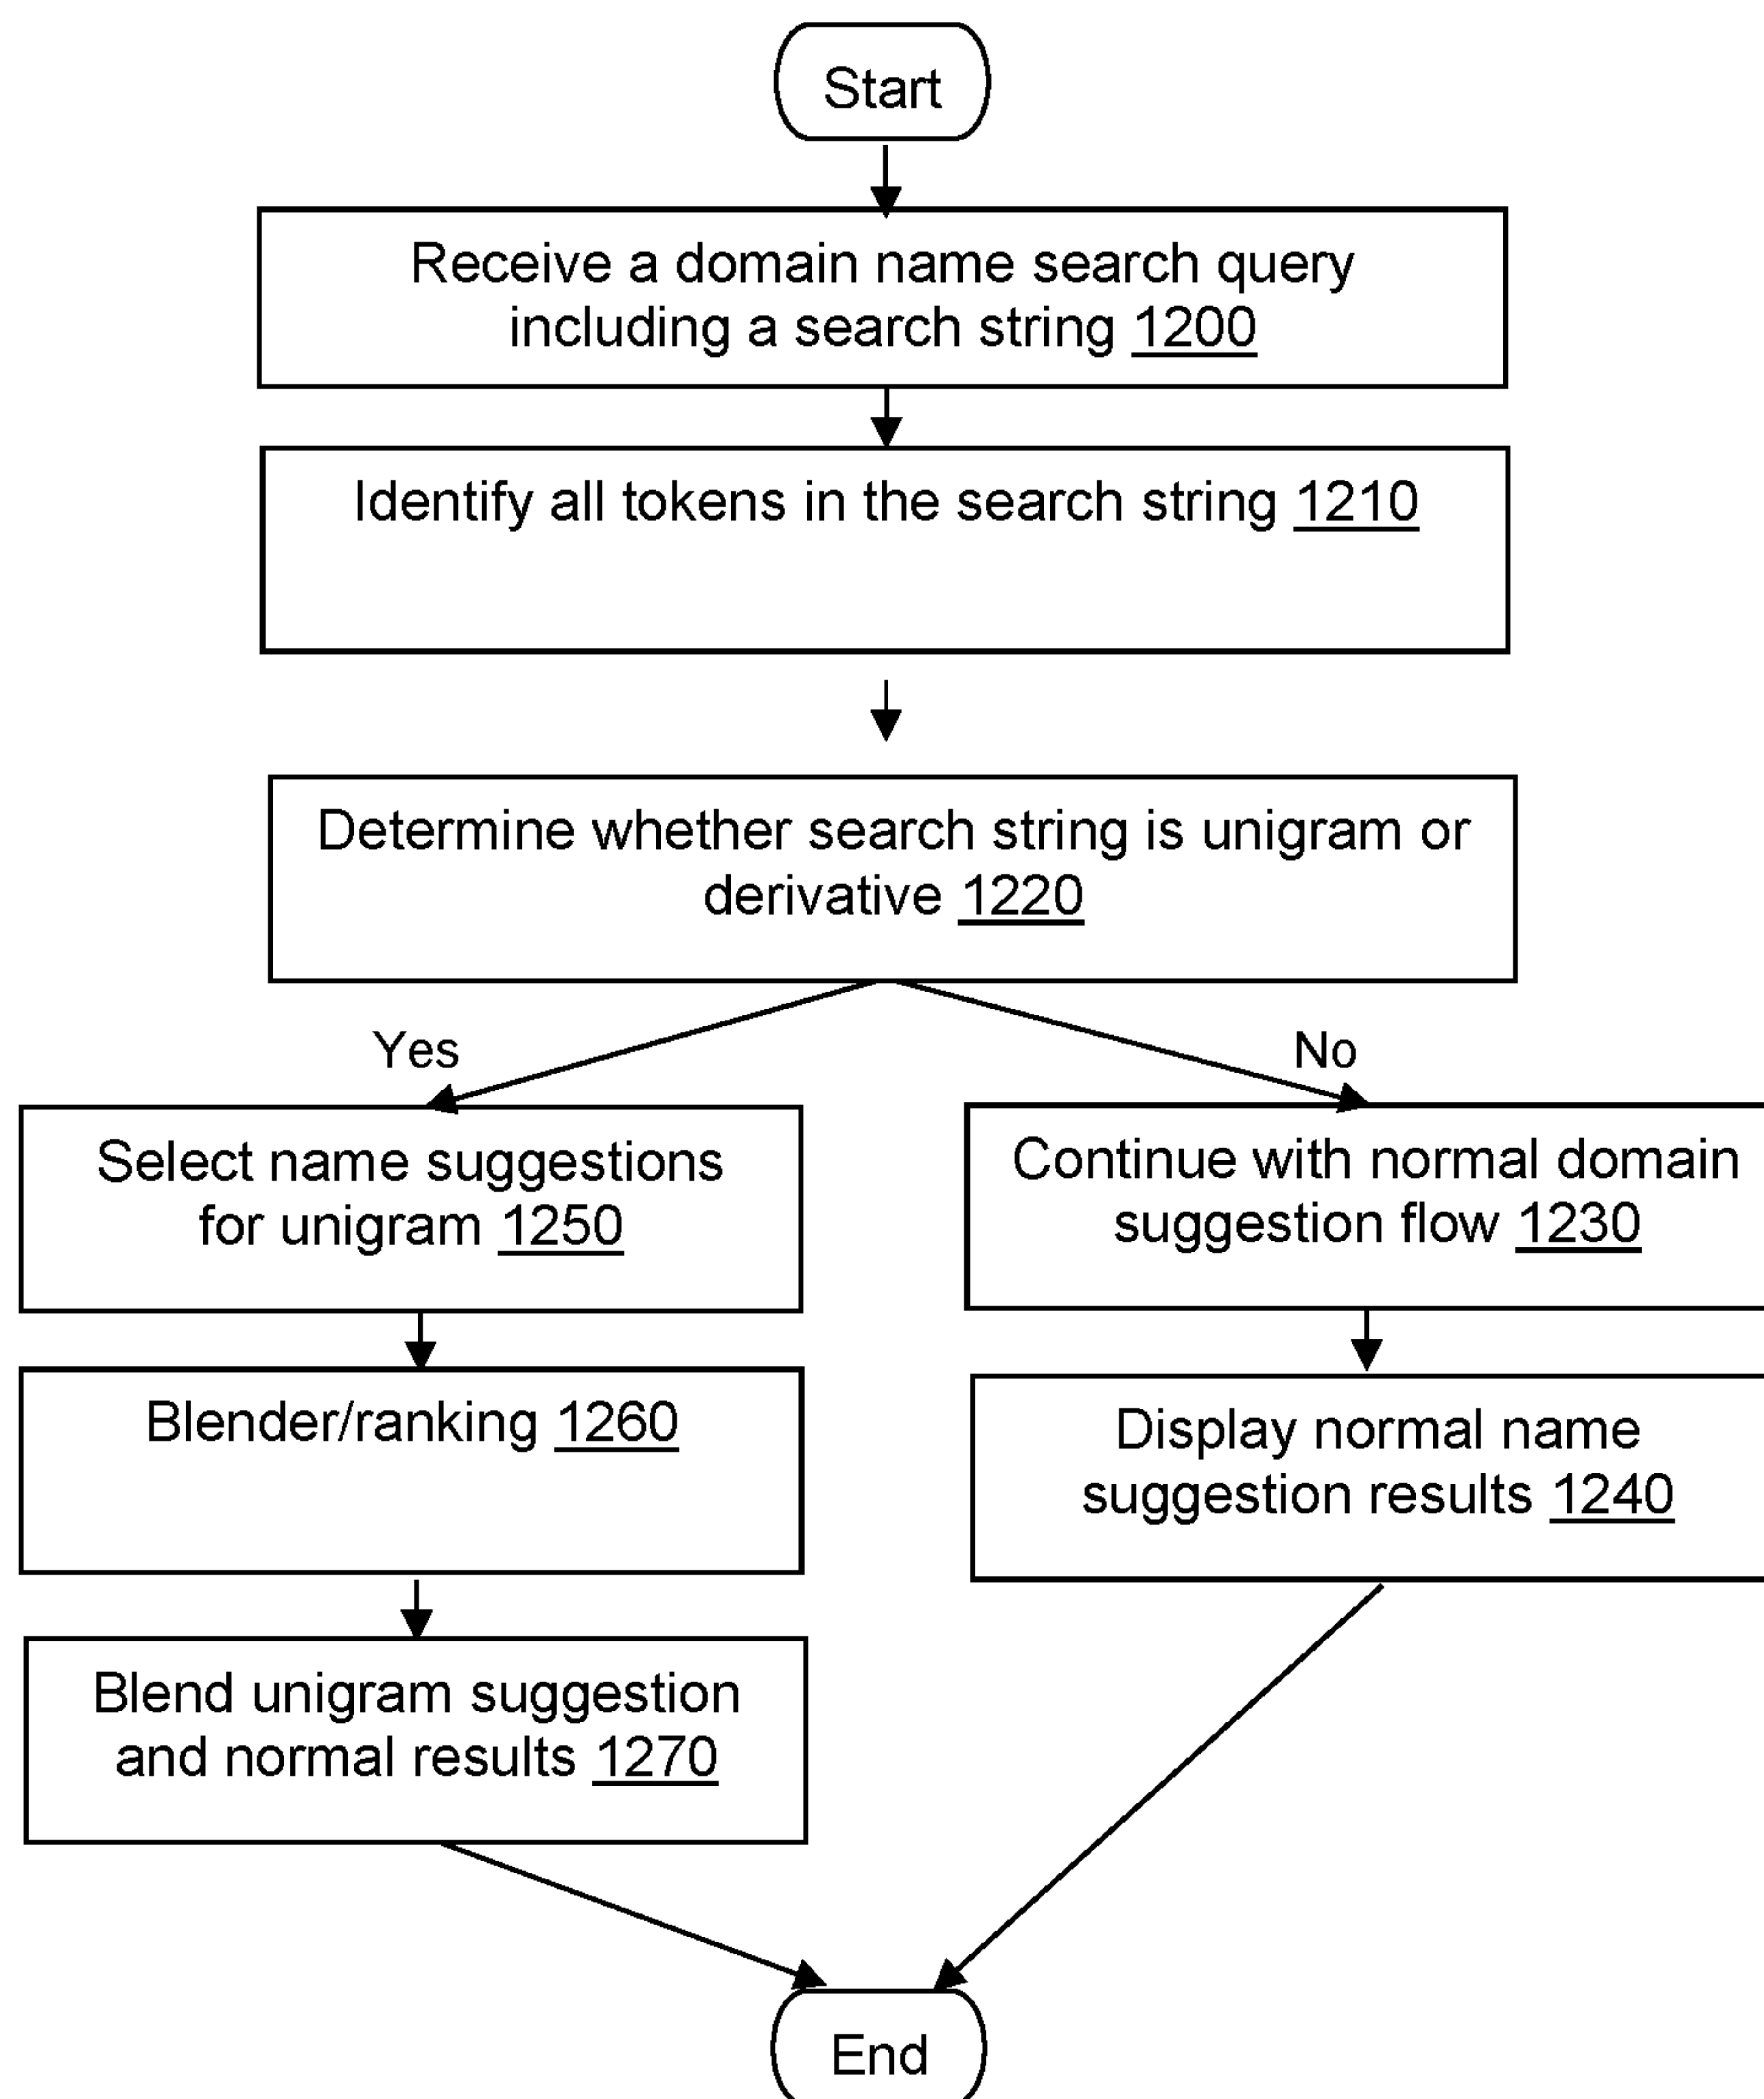 Start
Receive a domain name search query
including a search string 1200
Identify all tokens in the search string 1210
Determine whether search string is unigram or
derivative 1220
Yes
No
Select name suggestions
for unigram 1250
Continue with normal domain
suggestion flow 1230
Blender/ranking 1260
Display normal name
suggestion results 1240
Blend unigram suggestion
and normal results 1270
End